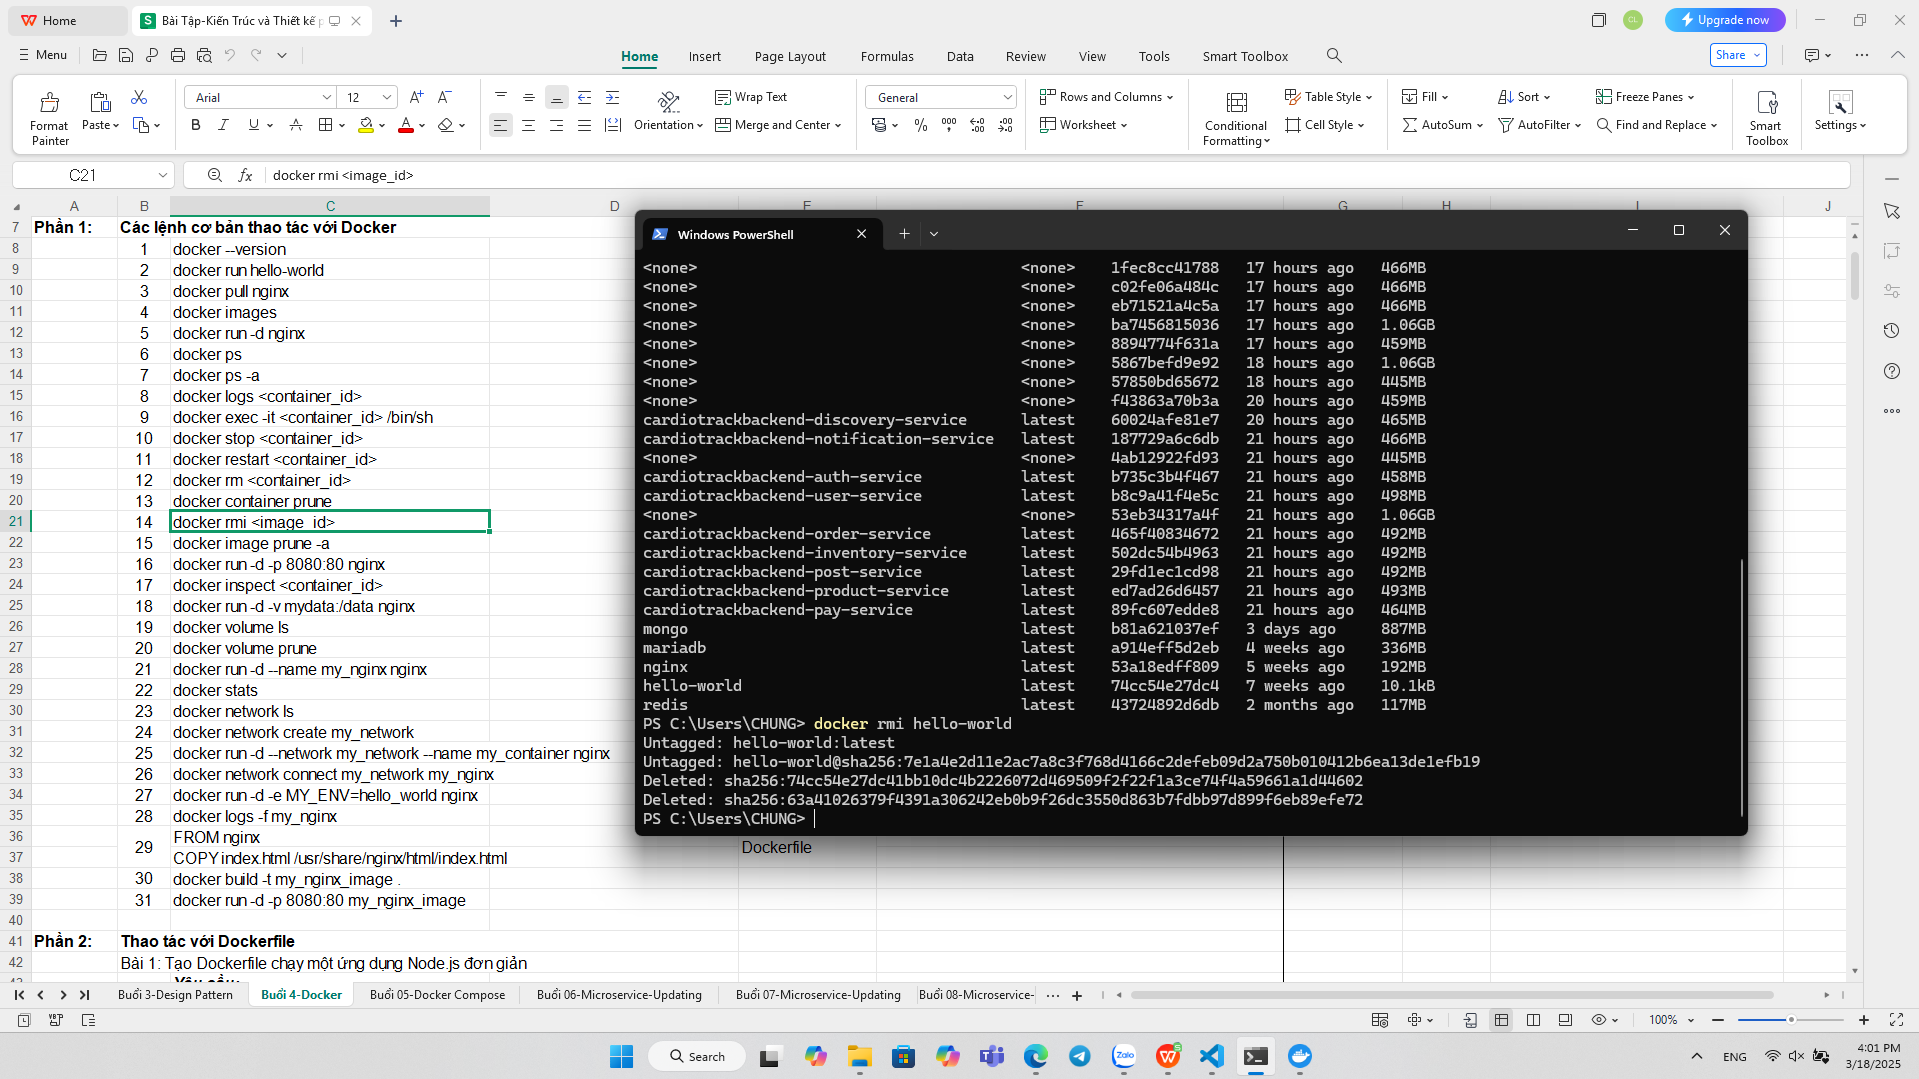 Home
Bài Tập-Kiến Trúc và Thiết kế
CL
Upgrade now
Menu
Home Insert Page Layout Formulas Data Review View Tools Smart Toolbox
Share
Format Painter
Paste
Arial
12
Orientation
Wrap Text
Merge and Center
General
Rows and Columns
Worksheet
Conditional Formatting
Table Style
Cell Style
Fill
AutoSum
Sort
AutoFilter
Freeze Panes
Find and Replace
Smart Toolbox
Settings
C21
docker rmi <image_id>
A B C D E F G H I J
7 Phần 1: Các lệnh cơ bản thao tác với Docker
8 1 docker --version
9 2 docker run hello-world
10 3 docker pull nginx
11 4 docker images
12 5 docker run -d nginx
13 6 docker ps
14 7 docker ps -a
15 8 docker logs <container_id>
16 9 docker exec -it <container_id> /bin/sh
17 10 docker stop <container_id>
18 11 docker restart <container_id>
19 12 docker rm <container_id>
20 13 docker container prune
21 14 docker rmi <image_id>
22 15 docker image prune -a
23 16 docker run -d -p 8080:80 nginx
24 17 docker inspect <container_id>
25 18 docker run -d -v mydata:/data nginx
26 19 docker volume ls
27 20 docker volume prune
28 21 docker run -d --name my_nginx nginx
29 22 docker stats
30 23 docker network ls
31 24 docker network create my_network
32 25 docker run -d --network my_network --name my_container nginx
33 26 docker network connect my_network my_nginx
34 27 docker run -d -e MY_ENV=hello_world nginx
35 28 docker logs -f my_nginx
36 29 FROM nginx
37 COPY index.html /usr/share/nginx/html/index.html
Dockerfile
38 30 docker build -t my_nginx_image .
39 31 docker run -d -p 8080:80 my_nginx_image
40
41 Phần 2: Thao tác với Dockerfile
42 Bài 1: Tạo Dockerfile chạy một ứng dụng Node.js đơn giản
Windows PowerShell
<none> <none> 1fec8cc41788 17 hours ago 466MB
<none> <none> c02fe06a484c 17 hours ago 466MB
<none> <none> eb71521a4c5a 17 hours ago 466MB
<none> <none> ba7456815036 17 hours ago 1.06GB
<none> <none> 8894774f631a 17 hours ago 459MB
<none> <none> 5867befd9e92 18 hours ago 1.06GB
<none> <none> 57850bd65672 18 hours ago 445MB
<none> <none> f43863a70b3a 20 hours ago 459MB
cardiotrackbackend-discovery-service latest 60024afe81e7 20 hours ago 465MB
cardiotrackbackend-notification-service latest 187729a6c6db 21 hours ago 466MB
<none> <none> 4ab12922fd93 21 hours ago 445MB
cardiotrackbackend-auth-service latest b735c3b4f467 21 hours ago 458MB
cardiotrackbackend-user-service latest b8c9a41f4e5c 21 hours ago 498MB
<none> <none> 53eb34317a4f 21 hours ago 1.06GB
cardiotrackbackend-order-service latest 465f40834672 21 hours ago 492MB
cardiotrackbackend-inventory-service latest 502dc54b4963 21 hours ago 492MB
cardiotrackbackend-post-service latest 29fd1ec1cd98 21 hours ago 492MB
cardiotrackbackend-product-service latest ed7ad26d6457 21 hours ago 493MB
cardiotrackbackend-pay-service latest 89fc607edde8 21 hours ago 464MB
mongo latest b81a621037ef 3 days ago 887MB
mariadb latest a914eff5d2eb 4 weeks ago 336MB
nginx latest 53a18edff809 5 weeks ago 192MB
hello-world latest 74cc54e27dc4 7 weeks ago 10.1kB
redis latest 43724892d6db 2 months ago 117MB
PS C:\Users\CHUNG> docker rmi hello-world
Untagged: hello-world:latest
Untagged: hello-world@sha256:7e1a4e2d11e2ac7a8c3f768d4166c2defeb09d2a750b010412b6ea13de1efb19
Deleted: sha256:74cc54e27dc41bb10dc4b2226072d469509f2f22f1a3ce74f4a59661a1d44602
Deleted: sha256:63a41026379f4391a306242eb0b9f26dc3550d863b7fdbb97d899f6eb89efe72
PS C:\Users\CHUNG>
Buổi 3-Design Pattern Buổi 4-Docker Buổi 05-Docker Compose Buổi 06-Microservice-Updating Buổi 07-Microservice-Updating Buổi 08-Microservice-
100%
Search
Zalo
ENG
4:01 PM
3/18/2025